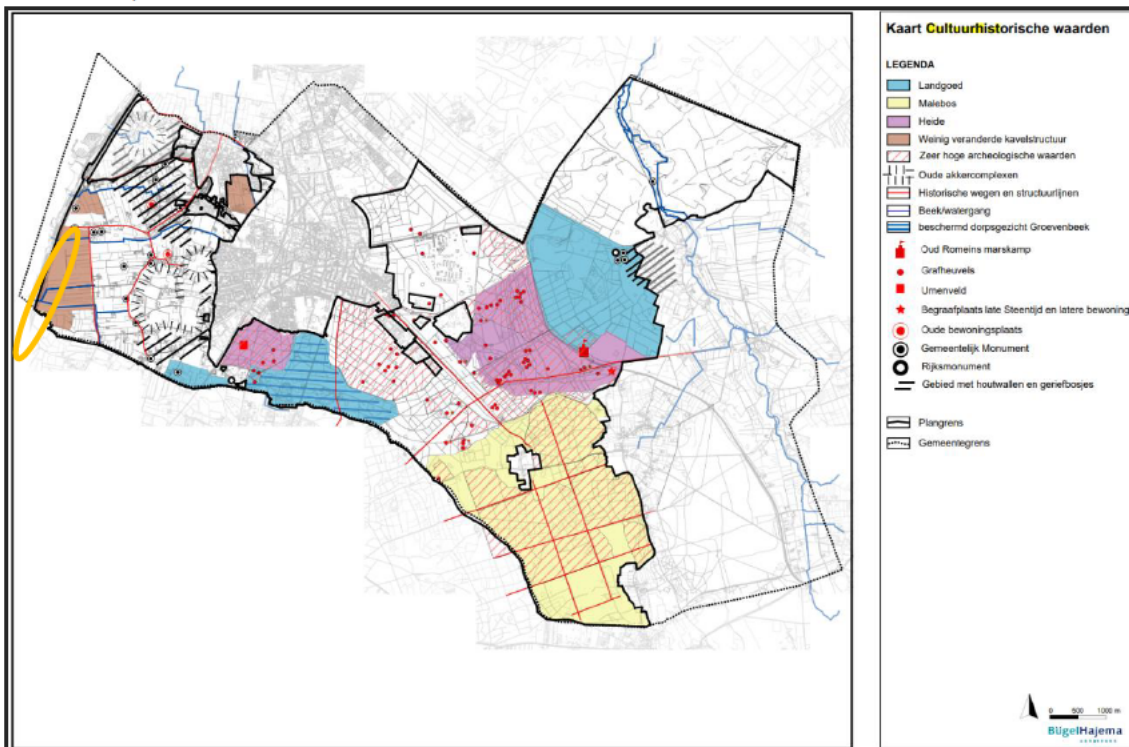 Kaart Cultuurhistorische waarden
LEGENDA
Landgoed
Malebos
Heide
Weinig veranderde kavelstructuur
Zeer hoge archeologische waarden
Oude akkercomplexen
Historische wegen en structuurlijnen
Beek/watergang
beschermd dorpsgezicht Groevenbeek
Oud Romeins marskamp
Grafheuvels
Urnenveld
Begraafplaats late Steentijd en latere bewoning
Oude bewoningsplaats
Gemeentelijk Monument
Rijksmonument
Gebied met houtwallen en geriefbosjes
Plangrens
Gemeentegrens
0 500 1000 m
BügelHajema